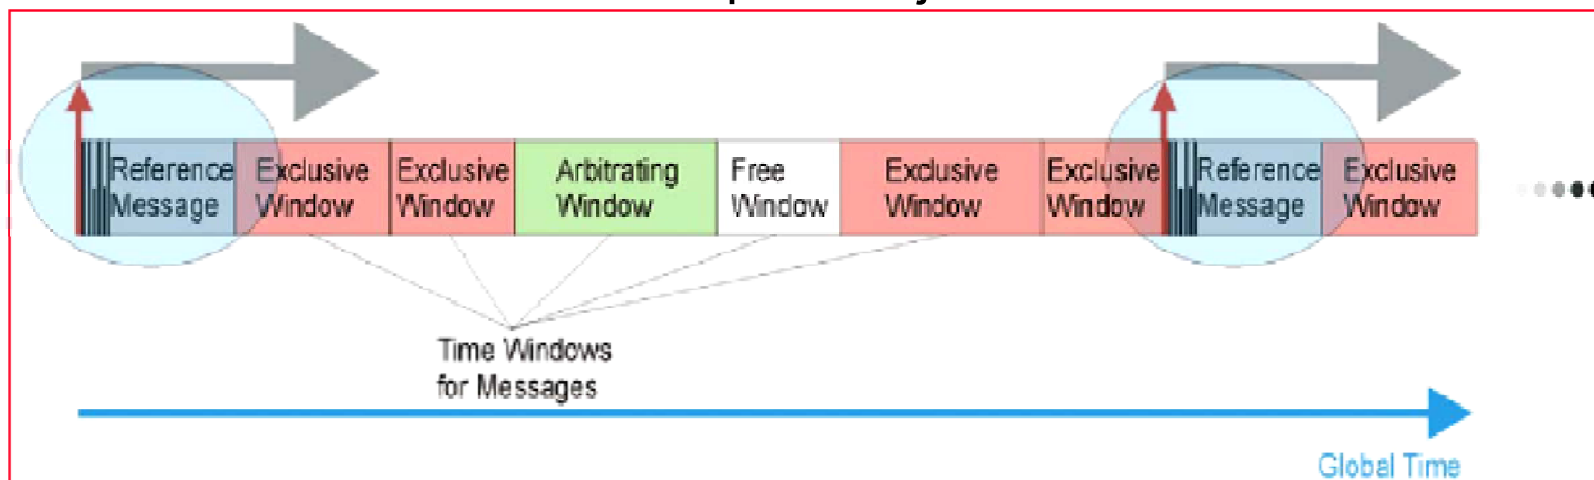 Reference
Message
Exclusive
Window
Exclusive
Window
Arbitrating
Window
Free
Window
Exclusive
Window
Exclusive
Window
Reference
Message
Exclusive
Window
Time Windows
for Messages
Global Time